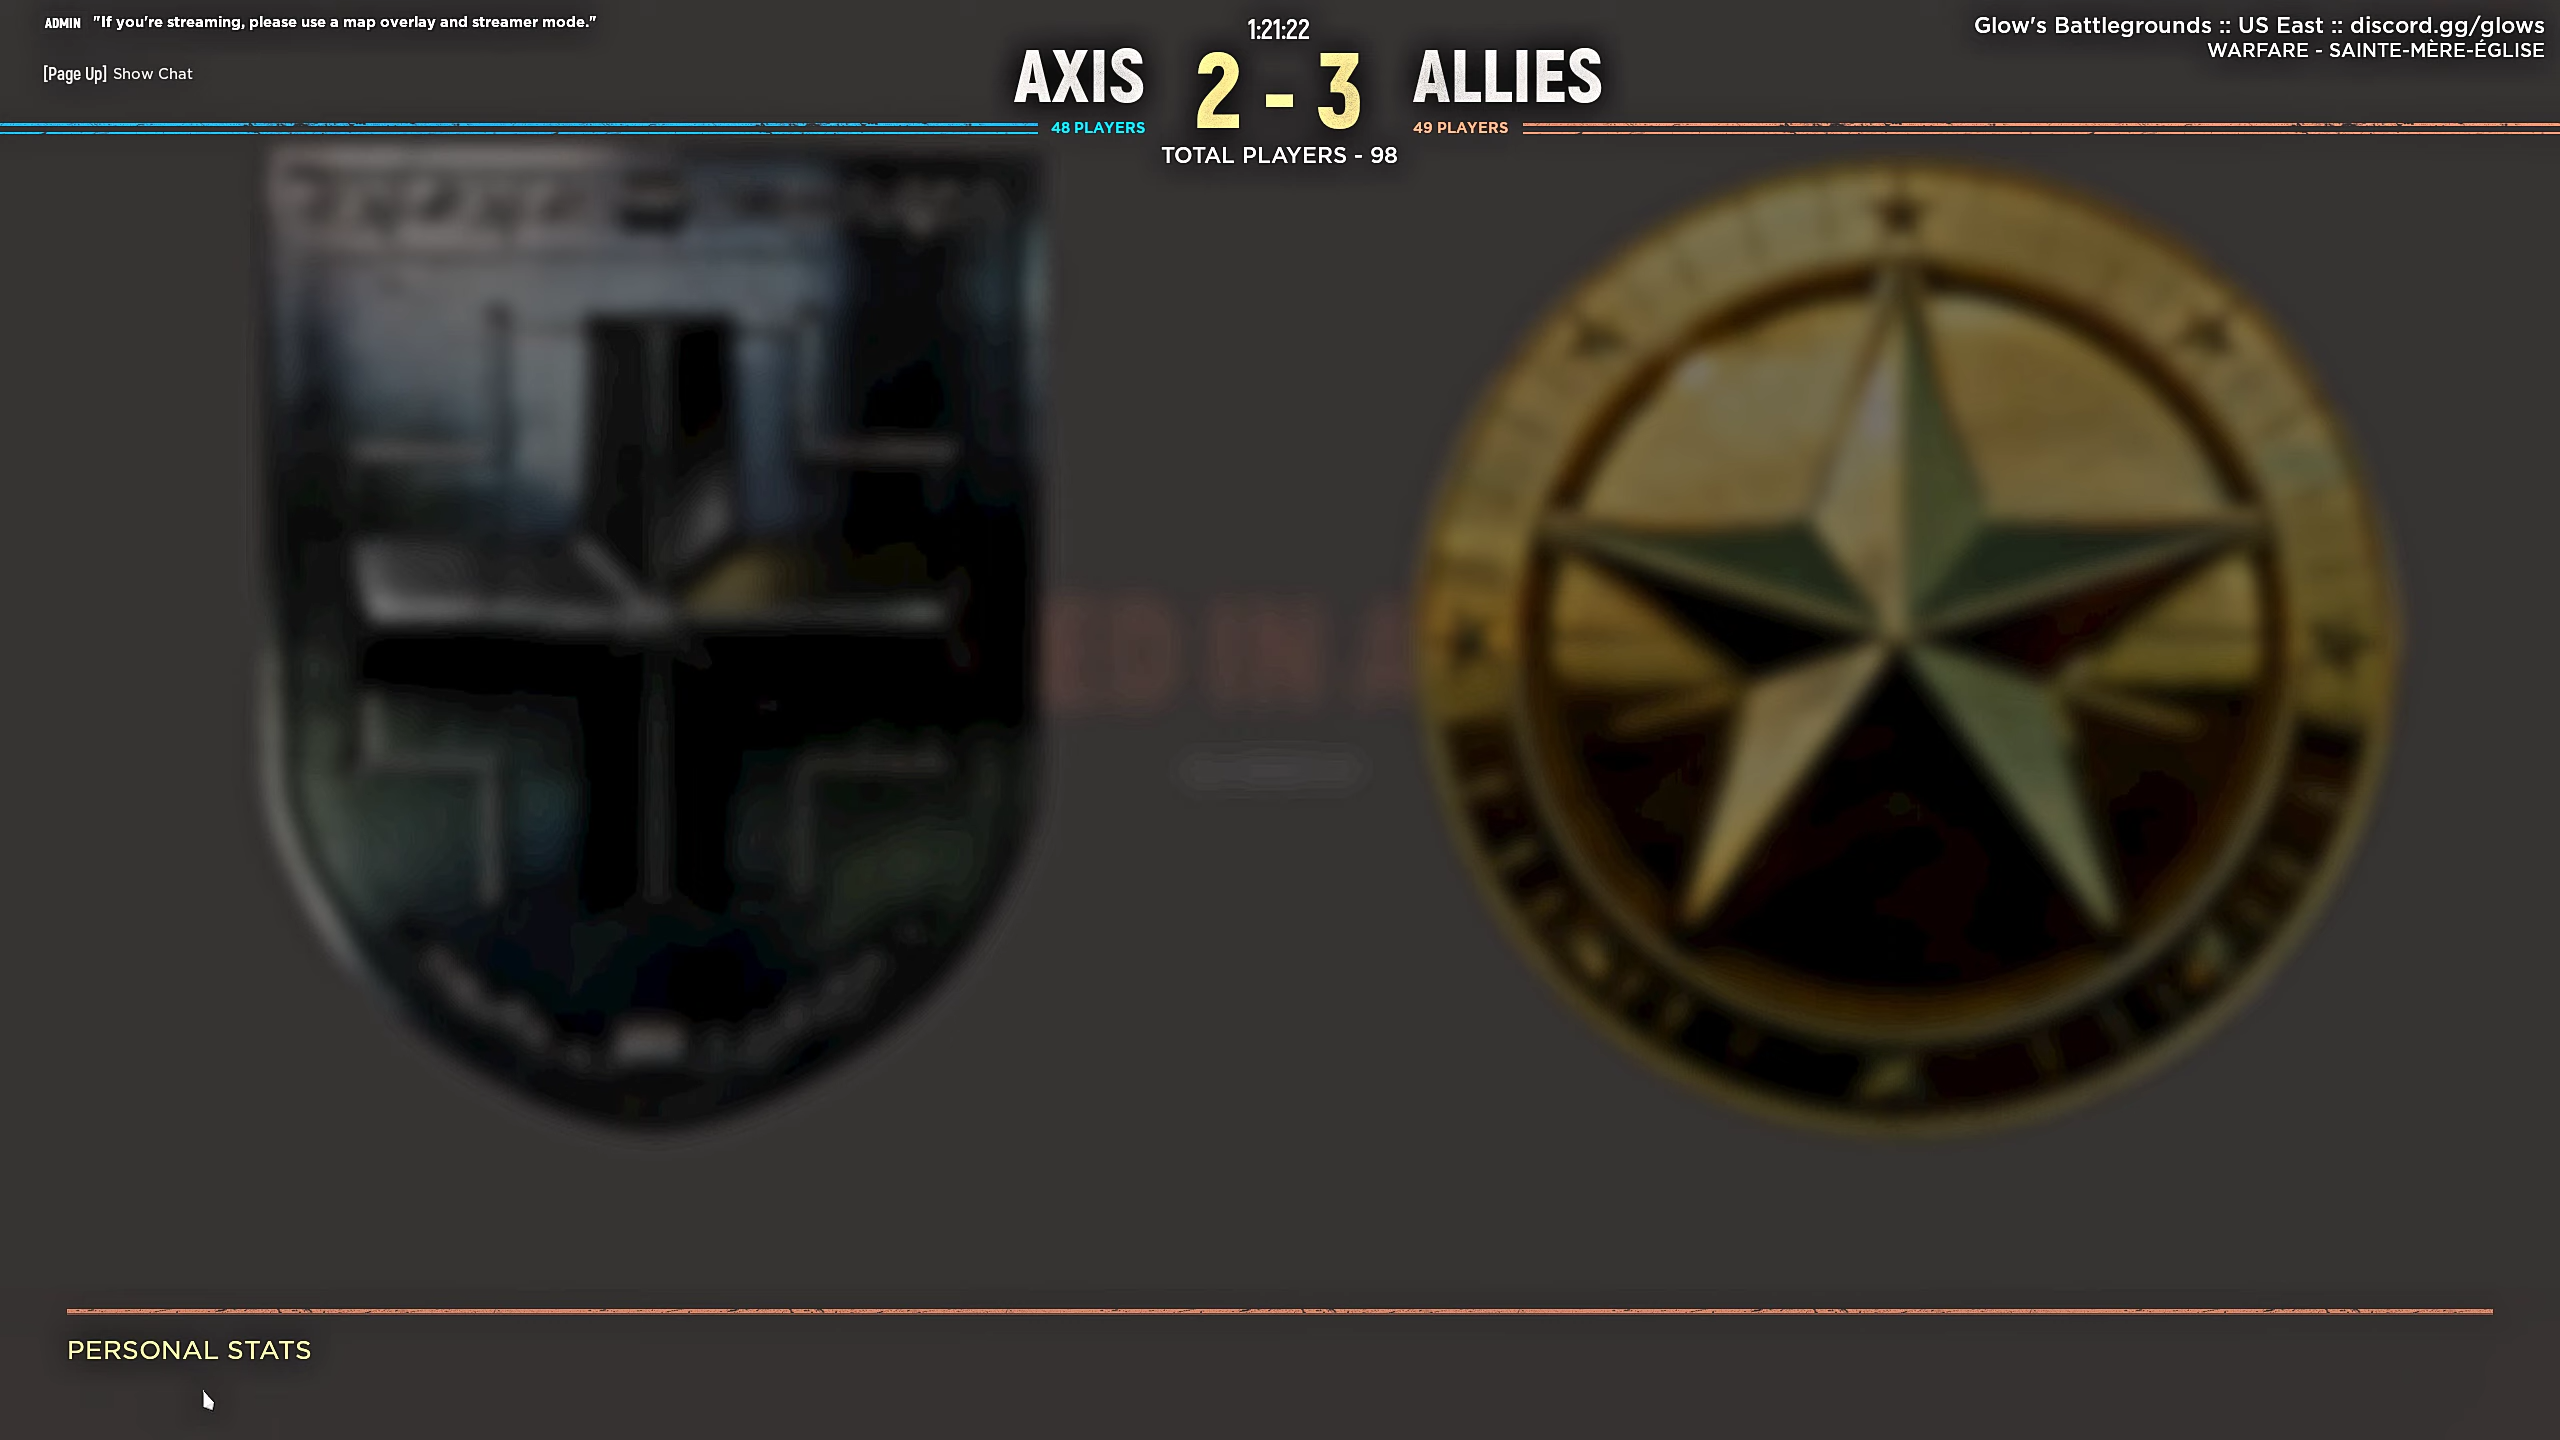 ADMIN "If you're streaming, please use a map overlay and streamer mode."
[Page Up] Show Chat
1:21:22
AXIS 2 - 3 ALLIES
48 PLAYERS
49 PLAYERS
TOTAL PLAYERS - 98
Glow's Battlegrounds :: US East :: discord.gg/glows
WARFARE - SAINTE-MÈRE-ÉGLISE
ED IN A
PERSONAL STATS